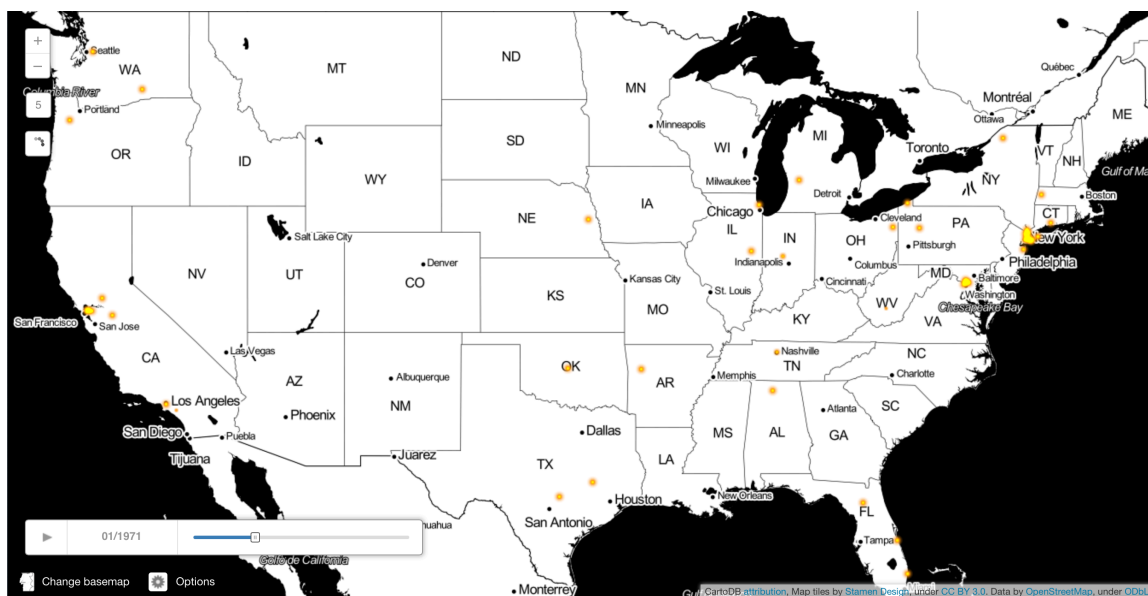 +
−
5
Seattle
WA
Columbia River
Portland
OR
MT
ID
WY
ND
SD
NE
MN
Minneapolis
WI
Milwaukee
MI
Detroit
Toronto
Ottawa
Montréal
Québec
ME
VT
NH
Gulf of Ma
NY
Boston
CT
New York
PA
Cleveland
Pittsburgh
Philadelphia
MD
Baltimore
Washington
Chesapeake Bay
Chicago
IA
IL
IN
Indianapolis
OH
Columbus
Cincinnati
WV
VA
KY
Salt Lake City
NV
UT
Denver
CO
KS
Kansas City
MO
St. Louis
San Francisco
San Jose
CA
Las Vegas
Los Angeles
San Diego
Tijuana
Puebla
AZ
Phoenix
Albuquerque
NM
Juarez
OK
AR
Memphis
Nashville
TN
NC
Charlotte
SC
Atlanta
GA
AL
MS
LA
New Orleans
Dallas
TX
Houston
San Antonio
FL
Tampa
Miami
huahua
Golfo de California
Monterrey
01/1971
Change basemap
Options
CartoDB attribution, Map tiles by Stamen Design, under CC BY 3.0. Data by OpenStreetMap, under ODb